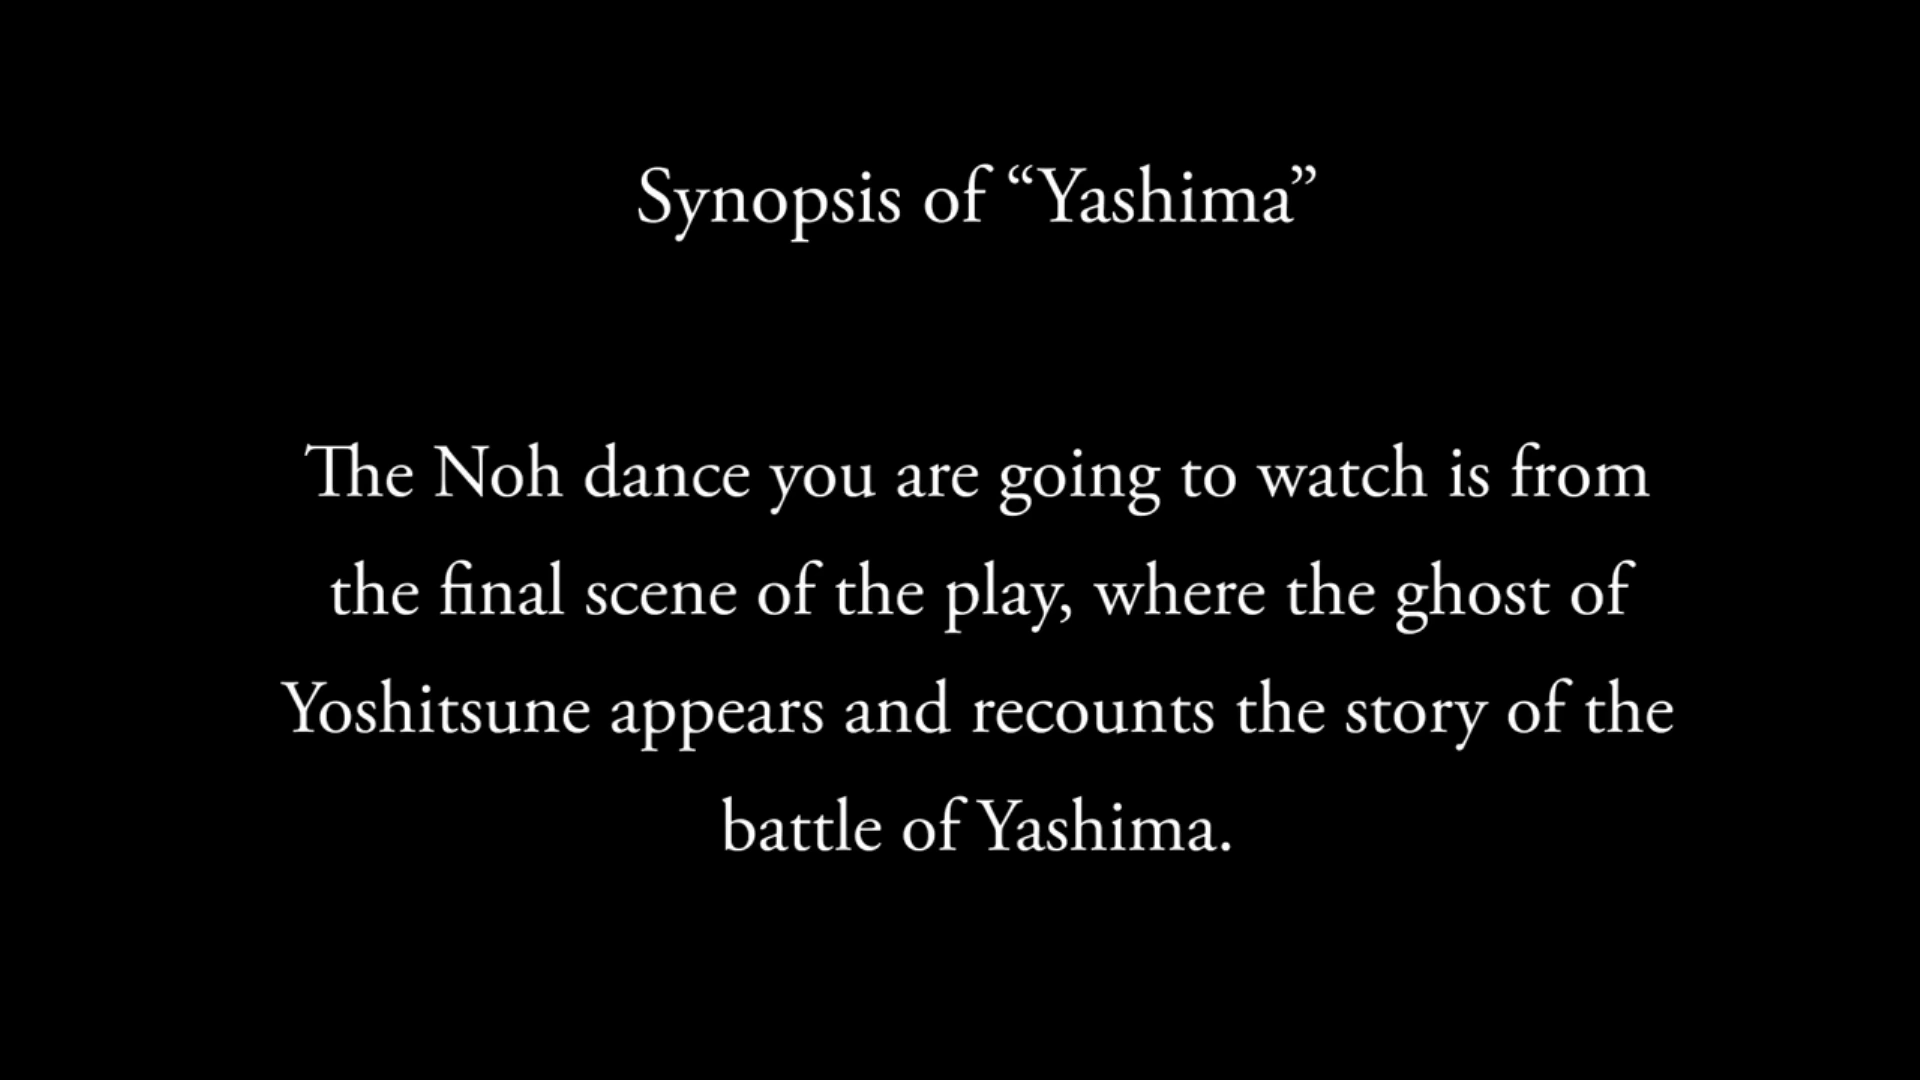 Synopsis of “Yashima”
The Noh dance you are going to watch is from
the final scene of the play, where the ghost of
Yoshitsune appears and recounts the story of the
battle of Yashima.